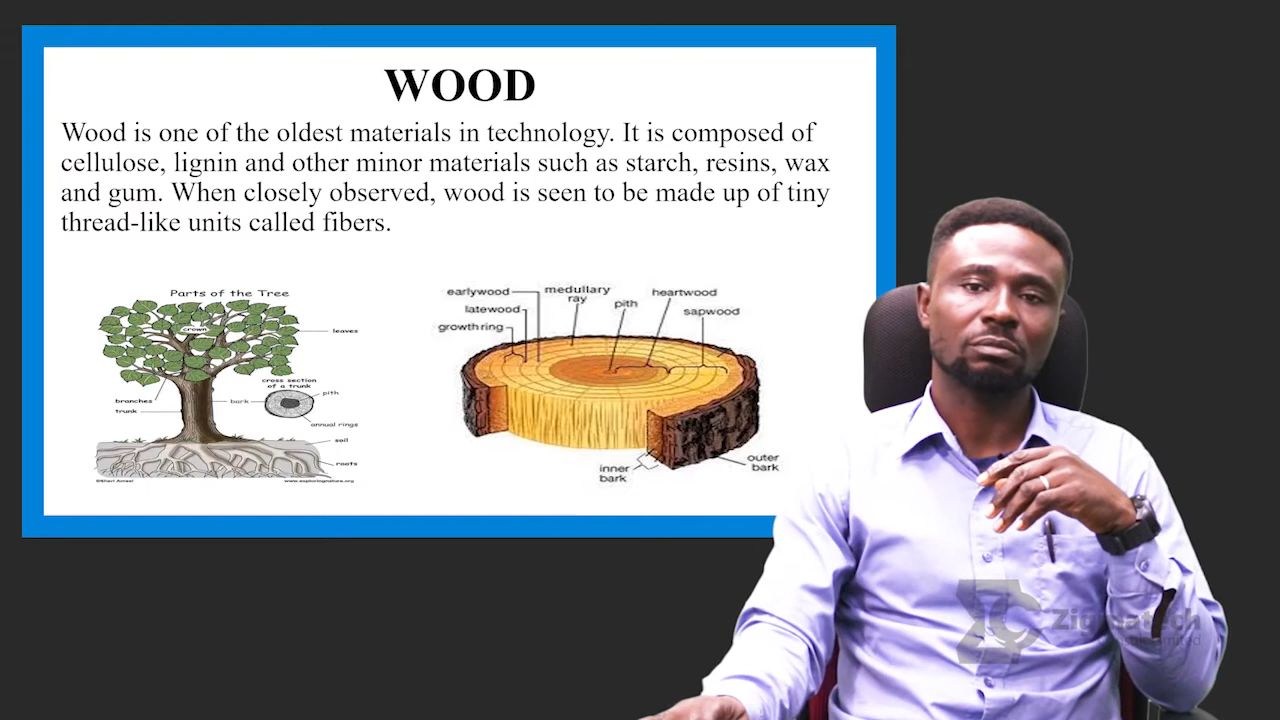 WOOD
Wood is one of the oldest materials in technology. It is composed of
cellulose, lignin and other minor materials such as starch, resins, wax
and gum. When closely observed, wood is seen to be made up of tiny
thread-like units called fibers.
Parts of the Tree
crown
leaves
cross section
of a trunk
pith
branches
bark
trunk
annual rings
soil
roots
www.exploringnature.org
earlywood
medullary
ray
heartwood
latewood
pith
sapwood
growth ring
inner
bark
outer
bark